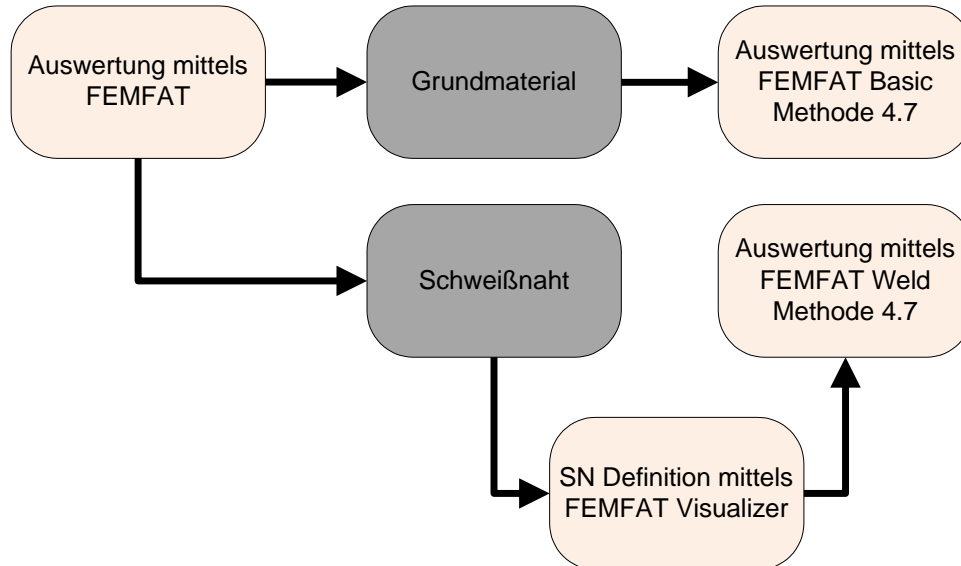 Auswertung mittels
FEMFAT
Grundmaterial
Auswertung mittels
FEMFAT Basic
Methode 4.7
Schweißnaht
Auswertung mittels
FEMFAT Weld
Methode 4.7
SN Definition mittels
FEMFAT Visualizer